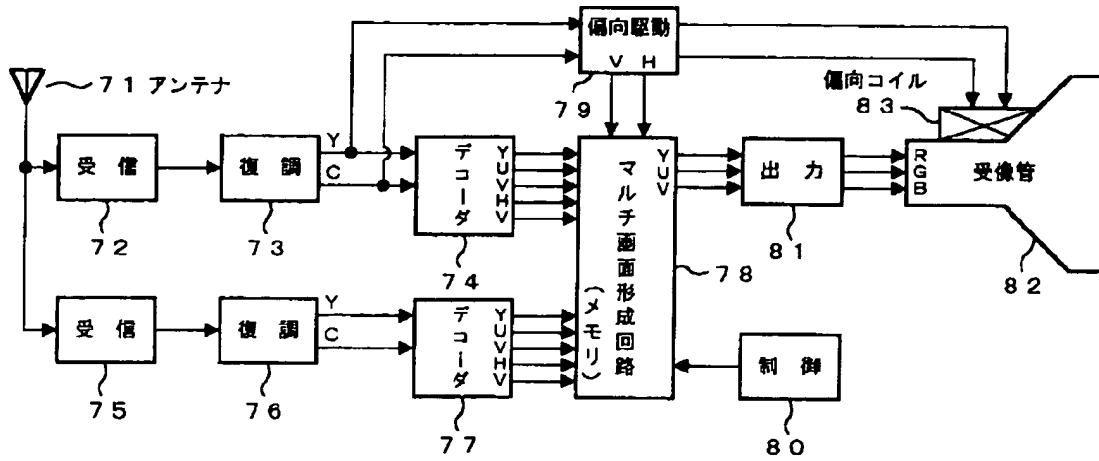 偏向駆動
V H
79
71 アンテナ
偏向コイル
83
受信
72
復調
73
Y
C
デコーダ
Y
U
V
H
V
74
マルチ画面形成回路
(メモリ)
Y
U
V
78
出力
81
R
G
B
受像管
82
受信
75
復調
76
Y
C
デコーダ
Y
U
V
H
V
77
制御
80